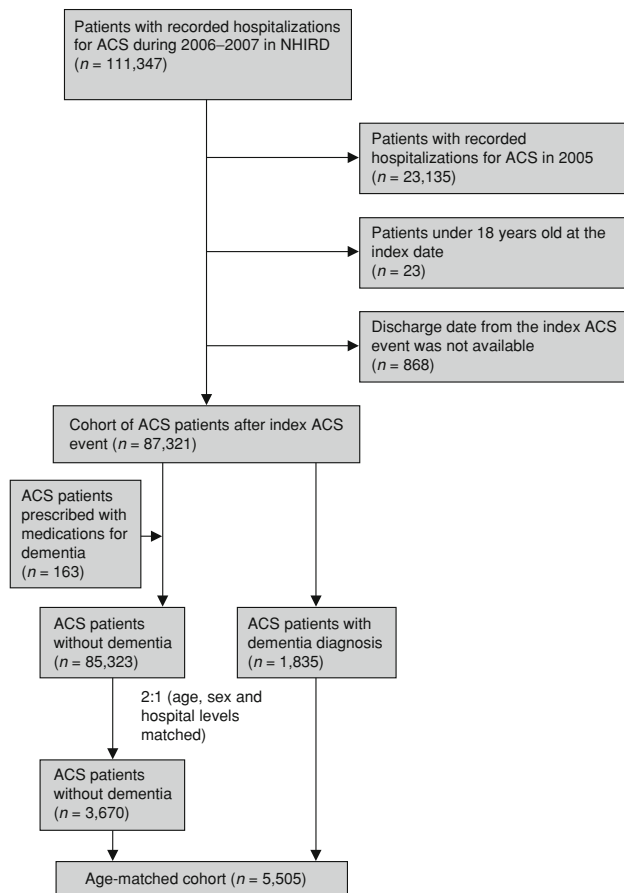 Patients with recorded hospitalizations
for ACS during 2006–2007 in NHIRD
(n = 111,347)
Patients with recorded
hospitalizations for ACS in 2005
(n = 23,135)
Patients under 18 years old at the
index date
(n = 23)
Discharge date from the index ACS
event was not available
(n = 868)
Cohort of ACS patients after index ACS
event (n = 87,321)
ACS patients
prescribed with
medications for
dementia
(n = 163)
ACS patients
without dementia
(n = 85,323)
ACS patients with
dementia diagnosis
(n = 1,835)
2:1 (age, sex and
hospital levels
matched)
ACS patients
without dementia
(n = 3,670)
Age-matched cohort (n = 5,505)